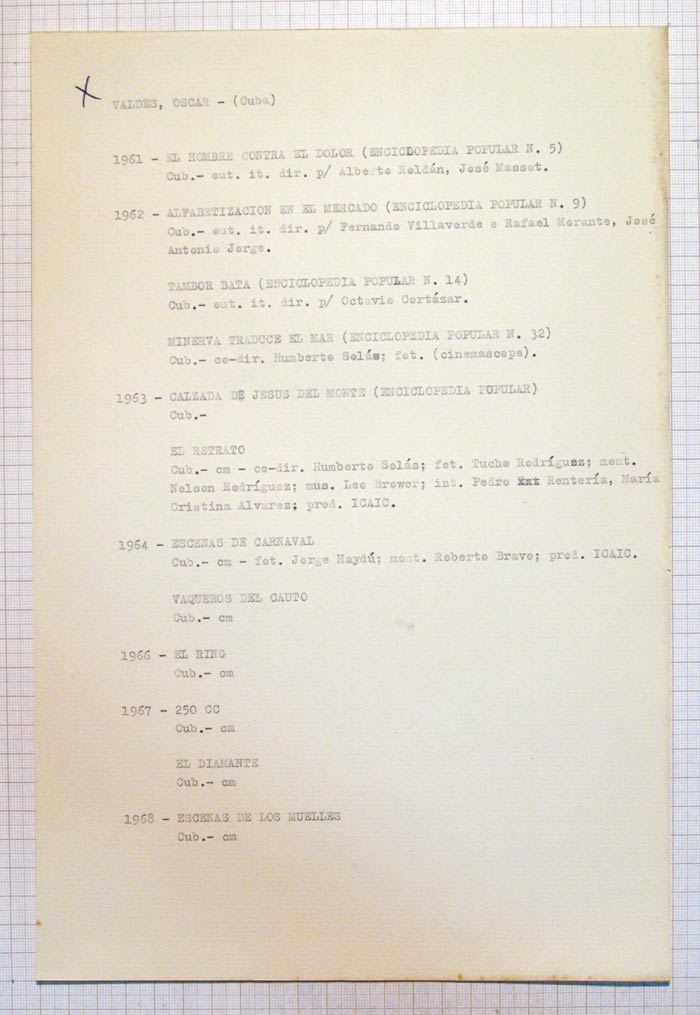 X
VALDES, OSCAR - (Cuba)
1961 - EL HOMBRE CONTRA EL DOLOR (ENCICLOPEDIA POPULAR N. 5)
Cub.- out. it. dir. p/ Alberto Roldán, José Masset.
1962 - ALFABETIZACION EN EL MERCADO (ENCICLOPEDIA POPULAR N. 9)
Cub.- out. it. dir. p/ Fernando Villaverde e Rafael Morante, José
Antonio Jorge.
TAMBOR BATA (ENCICLOPEDIA POPULAR N. 14)
Cub.- out. it. dir. p/ Octavio Cortázar.
MINERVA TRADUCE EL MAR (ENCICLOPEDIA POPULAR N. 32)
Cub.- co-dir. Humberto Solás; fot. (cinemascope).
1963 - CALZADA DE JESUS DEL MONTE (ENCICLOPEDIA POPULAR)
Cub.-
EL RETRATO
Cub.- cm - co-dir. Humberto Solás; fot. Tucho Rodríguez; mont.
Nelson Rodríguez; mus. Leo Brower; int. Pedro Rentería, María
Cristina Alvarez; prod. ICAIC.
1964 - ESCENAS DE CARNAVAL
Cub.- cm - fot. Jorge Haydú; mont. Roberto Bravo; prod. ICAIC.
VAQUEROS DEL CAUTO
Cub.- cm
1966 - EL RING
Cub.- cm
1967 - 250 CC
Cub.- cm
EL DIAMANTE
Cub.- cm
1968 - ESCENAS DE LOS MUELLES
Cub.- cm